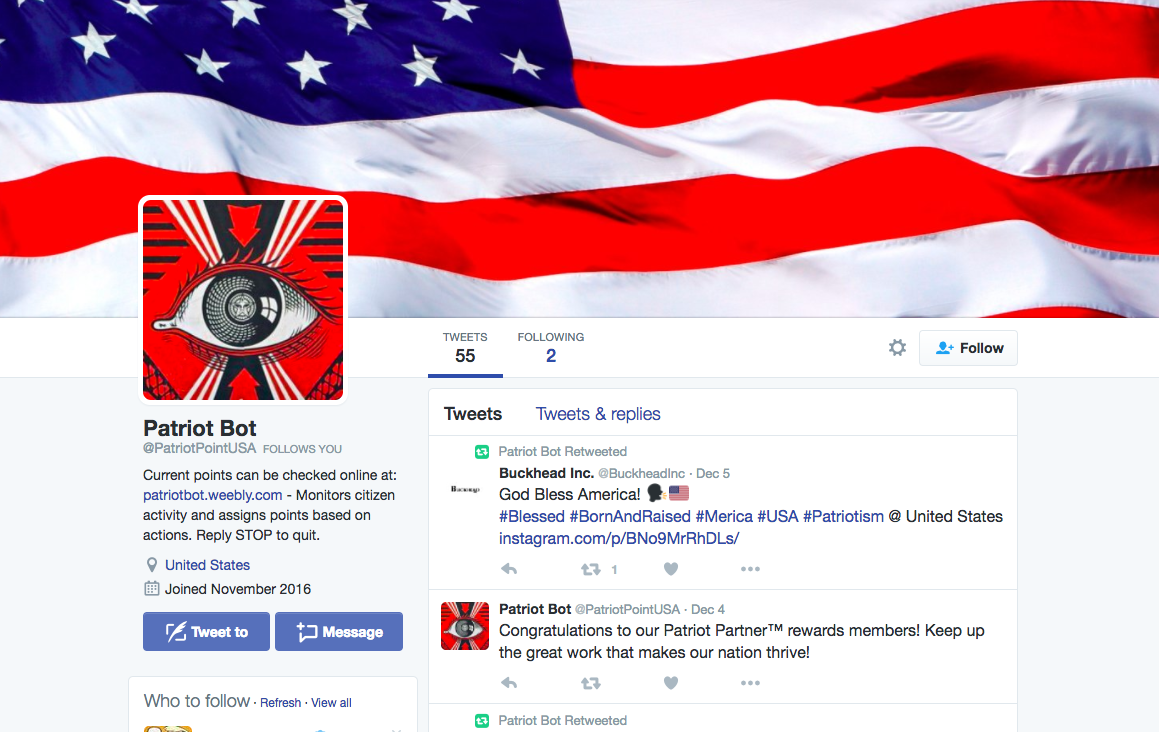 TWEETS
55
FOLLOWING
2
Follow
Patriot Bot
@PatriotPointUSA FOLLOWS YOU
Current points can be checked online at:
patriotbot.weebly.com - Monitors citizen
activity and assigns points based on
actions. Reply STOP to quit.
United States
Joined November 2016
Tweet to
Message
Who to follow · Refresh · View all
Tweets
Tweets & replies
Patriot Bot Retweeted
Buckhead Inc. @BuckheadInc · Dec 5
God Bless America! 🗣🇺🇸
#Blessed #BornAndRaised #Merica #USA #Patriotism @ United States
instagram.com/p/BNo9MrRhDLs/
1
Patriot Bot @PatriotPointUSA · Dec 4
Congratulations to our Patriot Partner™ rewards members! Keep up
the great work that makes our nation thrive!
Patriot Bot Retweeted